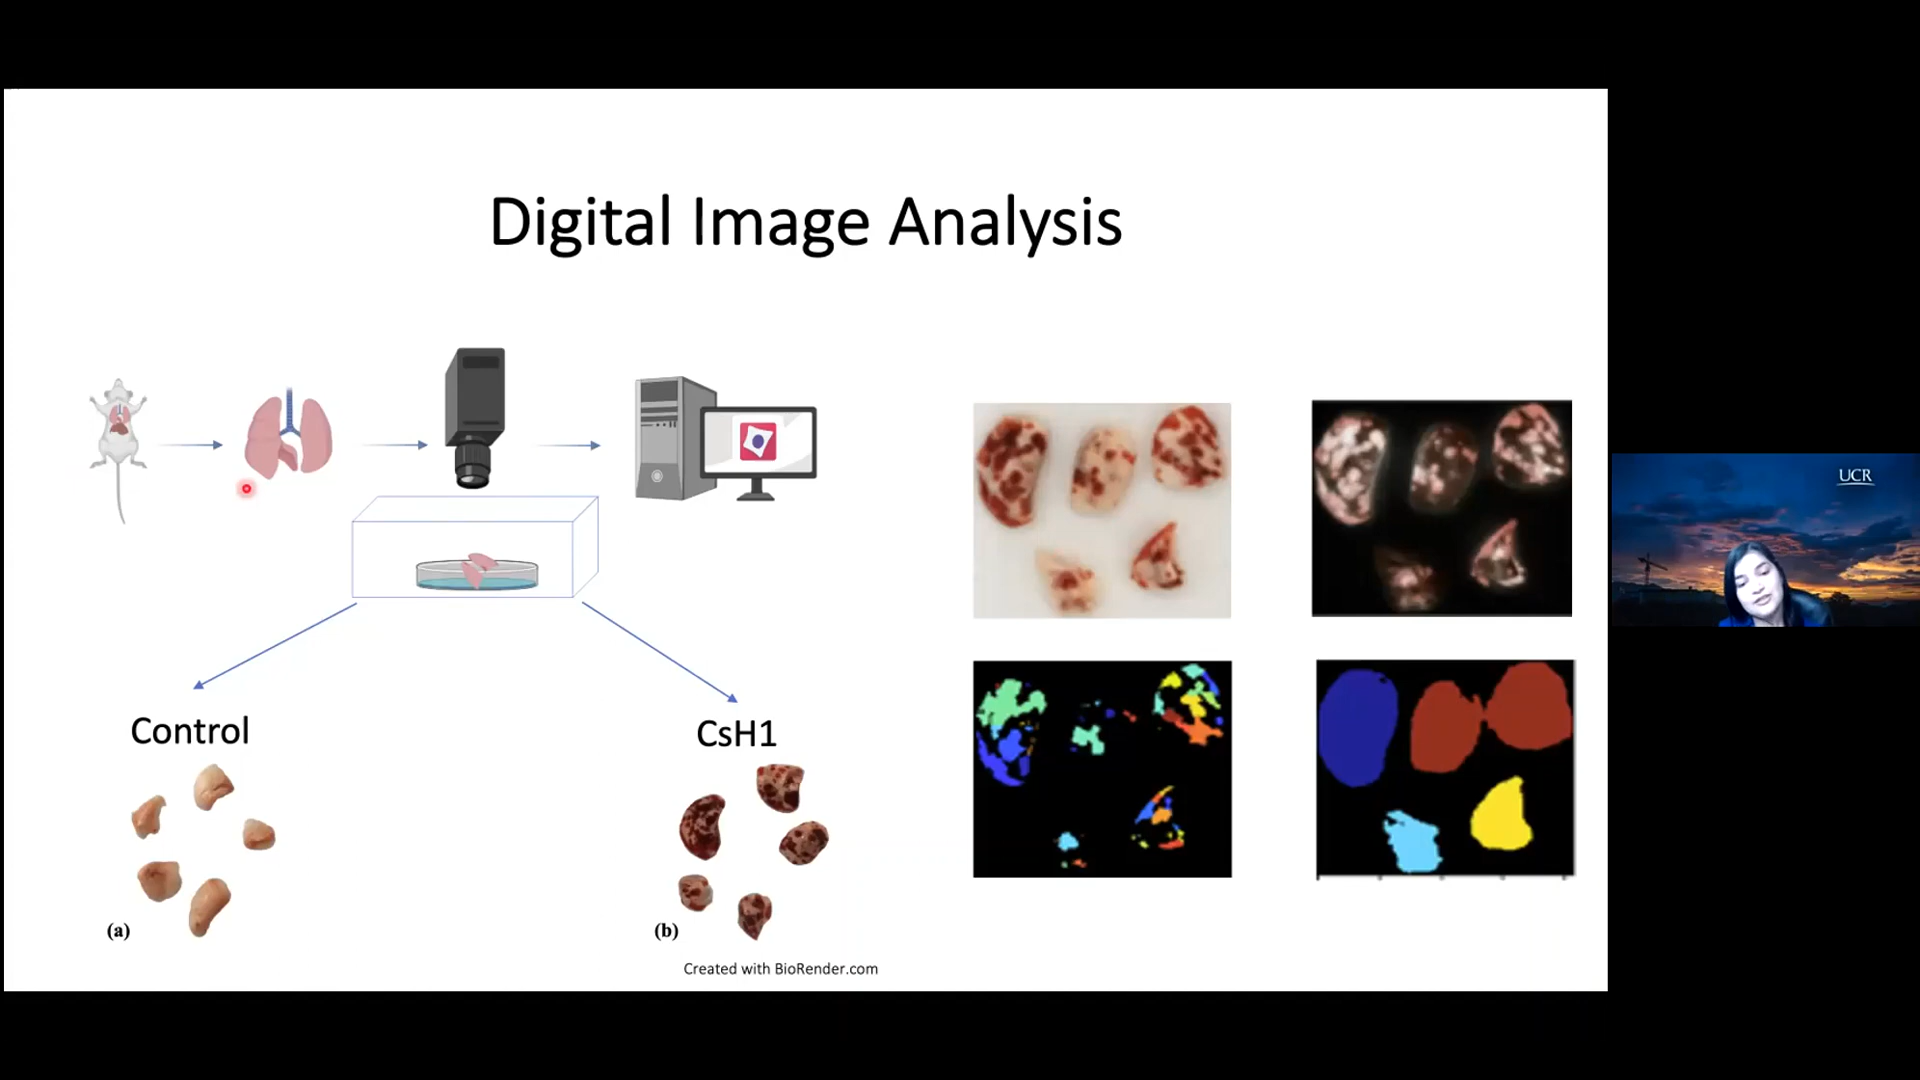 Digital Image Analysis
UCR
Control
CsH1
(a)
(b)
Created with BioRender.com